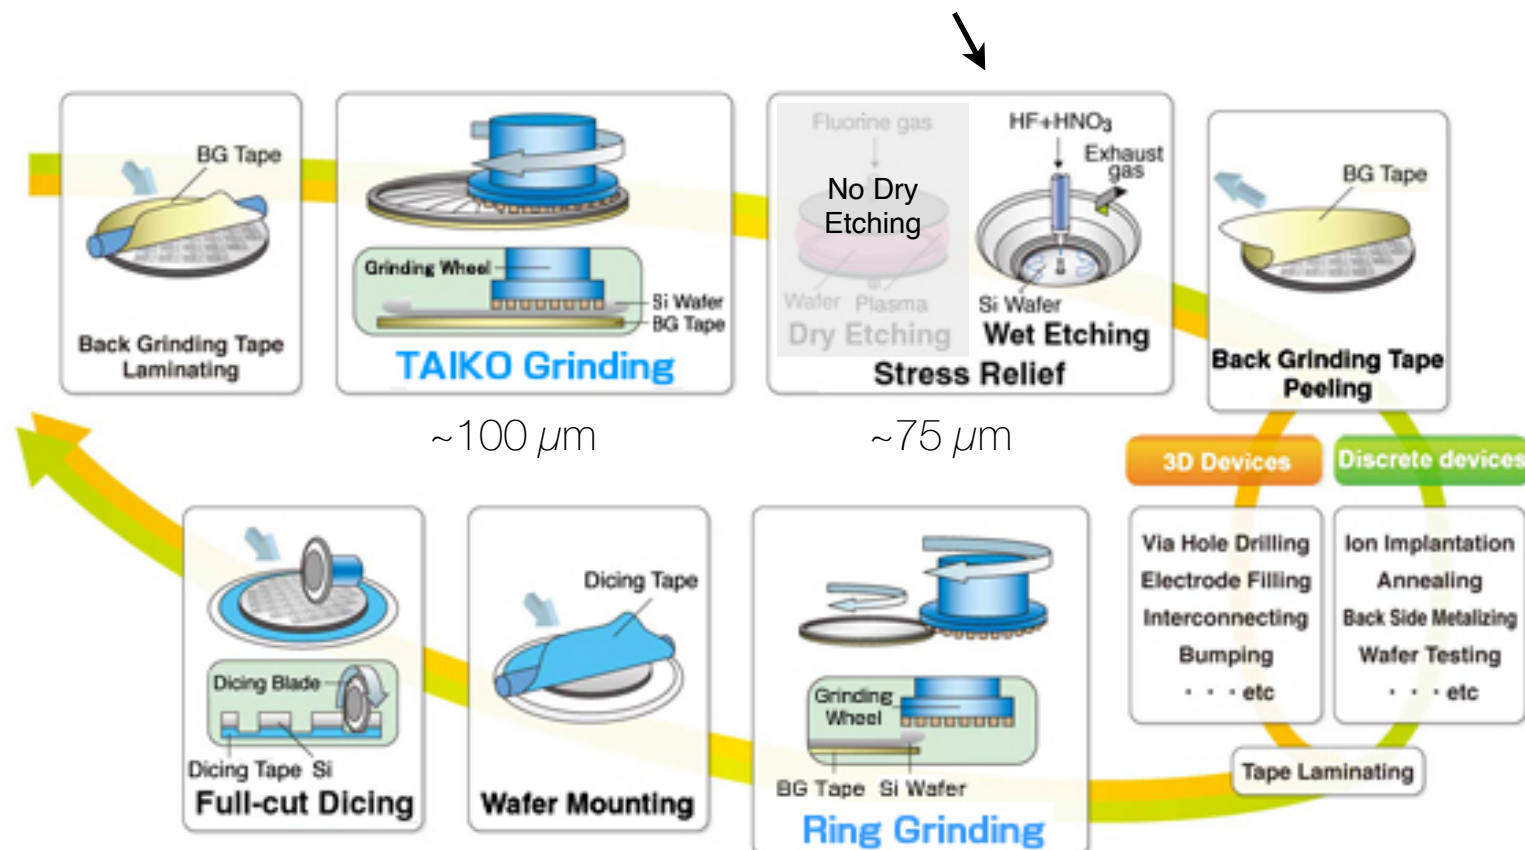 BG Tape
Back Grinding Tape
Laminating
Grinding Wheel
Si Wafer
BG Tape
TAIKO Grinding
~100 µm
Fluorine gas
No Dry
Etching
Wafer
Plasma
Dry Etching
HF+HNO₃
Exhaust
gas
Si Wafer
Wet Etching
Stress Relief
~75 µm
BG Tape
Back Grinding Tape
Peeling
3D Devices
Via Hole Drilling
Electrode Filling
Interconnecting
Bumping
・・・etc
Discrete devices
Ion Implantation
Annealing
Back Side Metalizing
Wafer Testing
・・・etc
Tape Laminating
Grinding
Wheel
BG Tape Si Wafer
Ring Grinding
Dicing Tape
Wafer Mounting
Dicing Blade
Dicing Tape Si
Full-cut Dicing